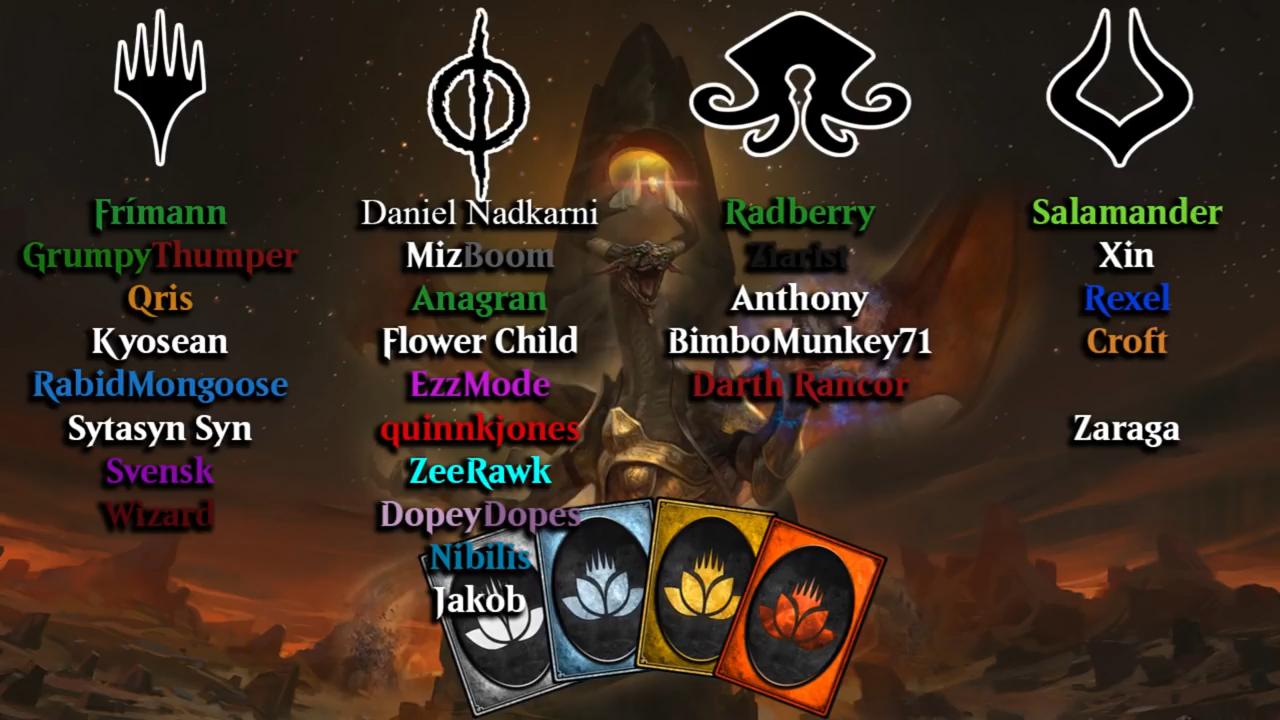 Frímann
GrumpyThumper
Qris
Kyosean
RabidMongoose
Sytasyn Syn
Svensk
Wizard
Daniel Nadkarni
MizBoom
Anagran
Flower Child
EzzMode
quinnkjones
ZeeRawk
DopeyDopes
Nibilis
Jakob
Radberry
Ziarist
Anthony
BimboMunkey71
Darth Rancor
Salamander
Xin
Rexel
Croft
Zaraga